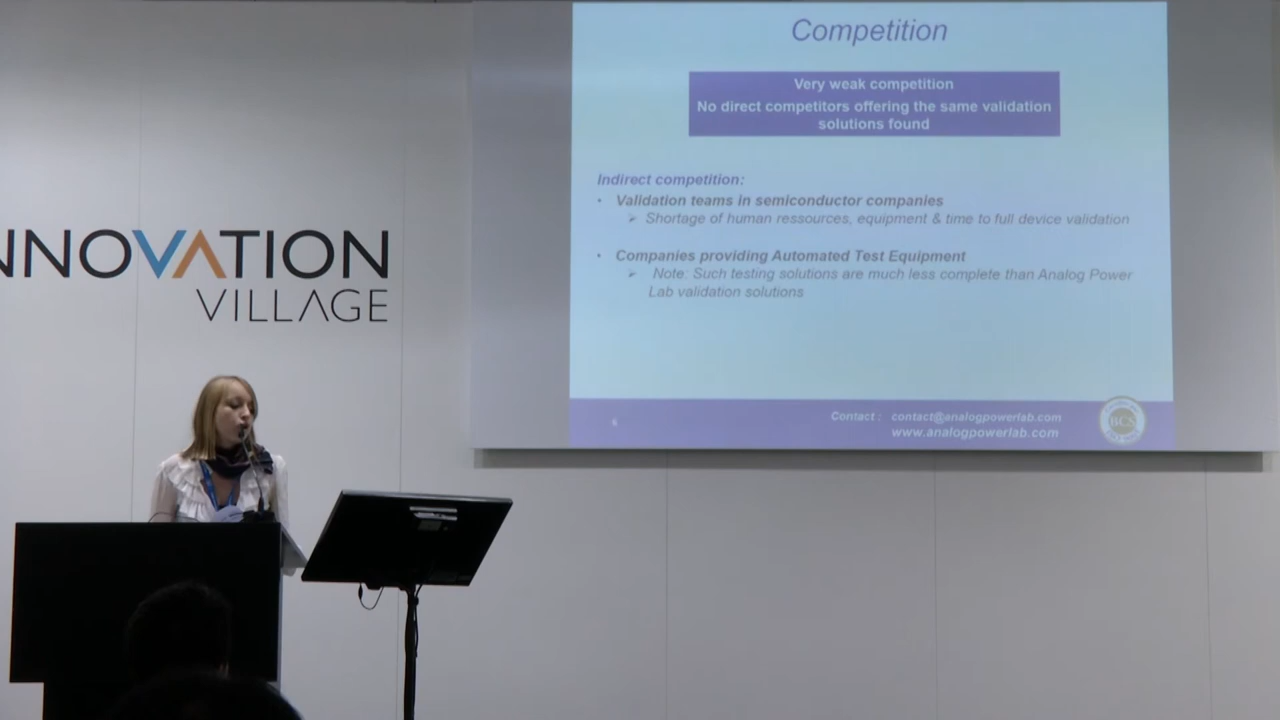 NNOVATION
VILLAGE
Competition
Very weak competition
No direct competitors offering the same validation
solutions found
Indirect competition:
• Validation teams in semiconductor companies
➢ Shortage of human ressources, equipment & time to full device validation
• Companies providing Automated Test Equipment
➢ Note: Such testing solutions are much less complete than Analog Power
Lab validation solutions
6
Contact : contact@analogpowerlab.com
www.analogpowerlab.com
BCS